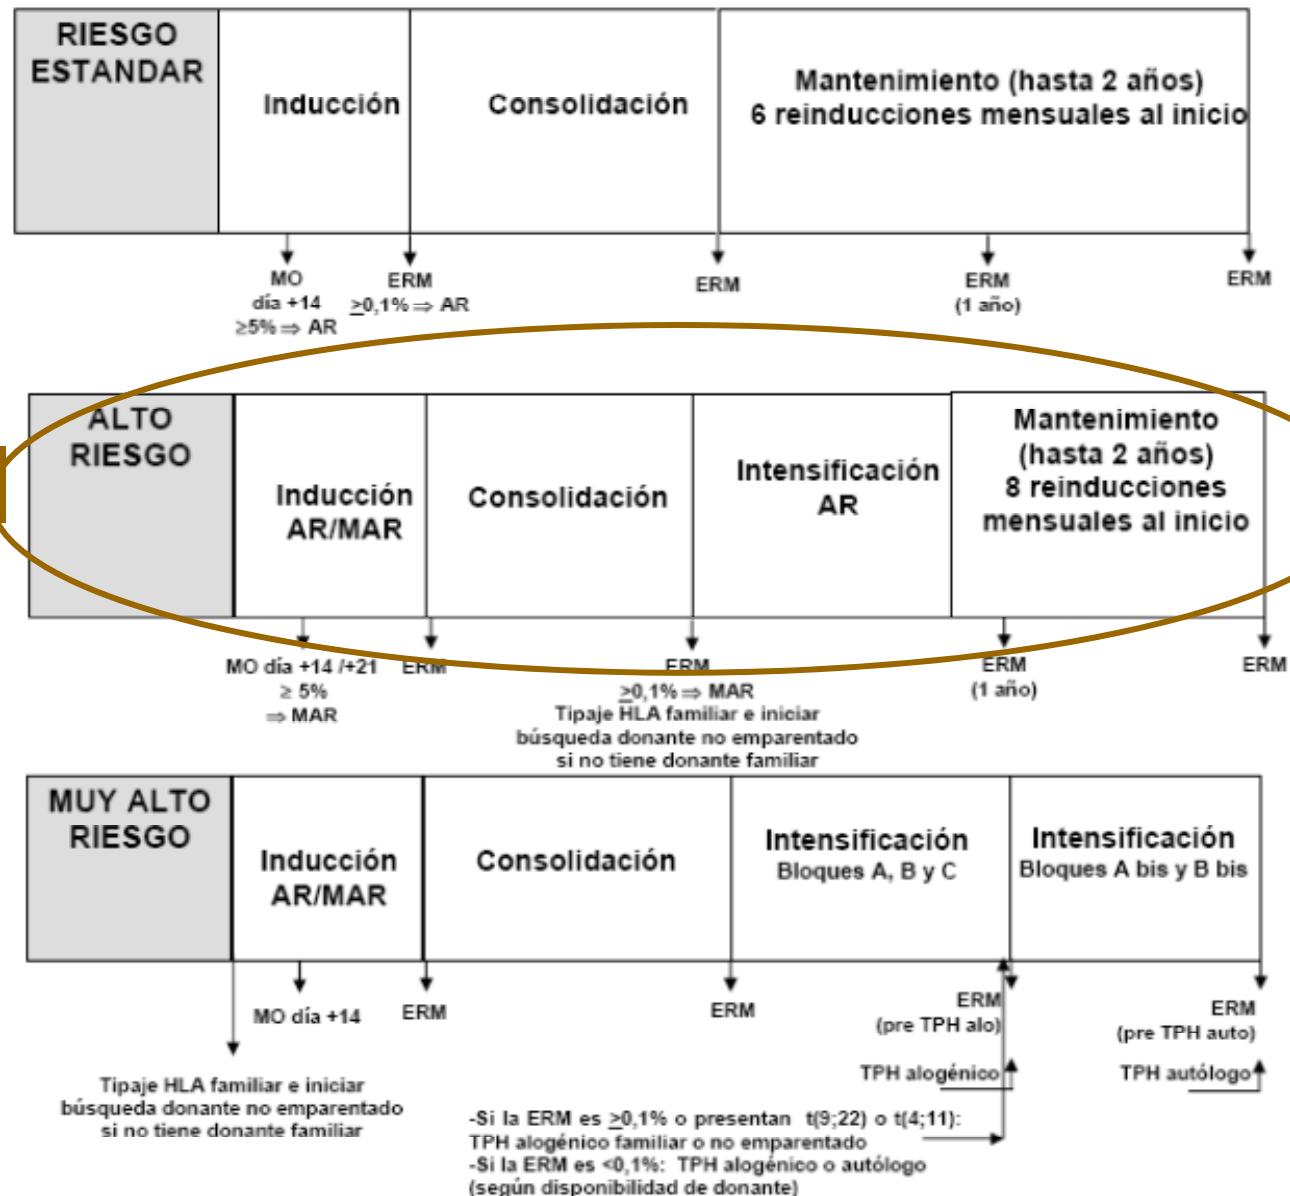 RIESGO
ESTANDAR
Inducción
Consolidación
Mantenimiento (hasta 2 años)
6 reinducciones mensuales al inicio
MO
día +14
≥5% ⇒ AR
ERM
≥0,1% ⇒ AR
ERM
ERM
(1 año)
ERM
ALTO
RIESGO
Inducción
AR/MAR
Consolidación
Intensificación
AR
Mantenimiento
(hasta 2 años)
8 reinducciones
mensuales al inicio
MO día +14 /+21
≥ 5%
⇒ MAR
ERM
ERM
≥0,1% ⇒ MAR
Tipaje HLA familiar e iniciar
búsqueda donante no emparentado
si no tiene donante familiar
ERM
(1 año)
ERM
MUY ALTO
RIESGO
Inducción
AR/MAR
Consolidación
Intensificación
Bloques A, B y C
Intensificación
Bloques A bis y B bis
MO día +14
ERM
ERM
ERM
(pre TPH alo)
ERM
(pre TPH auto)
TPH alogénico
TPH autólogo
Tipaje HLA familiar e iniciar
búsqueda donante no emparentado
si no tiene donante familiar
-Si la ERM es ≥0,1% o presentan t(9;22) o t(4;11):
TPH alogénico familiar o no emparentado
-Si la ERM es <0,1%: TPH alogénico o autólogo
(según disponibilidad de donante)